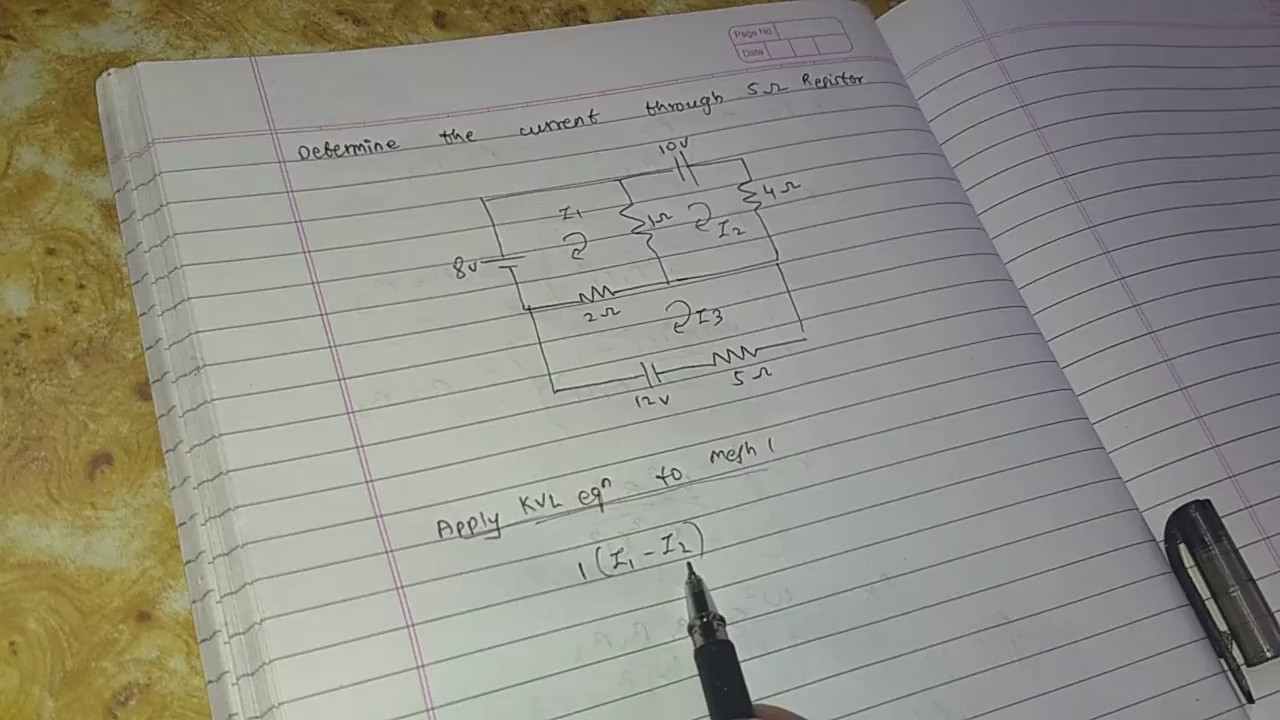 Page No
Date
Determine the current through 5Ω Resistor
10V
4Ω
I1
1Ω
I2
8V
2Ω
I3
5Ω
12V
Apply KVL eqn to mesh 1
1(I1 - I2)